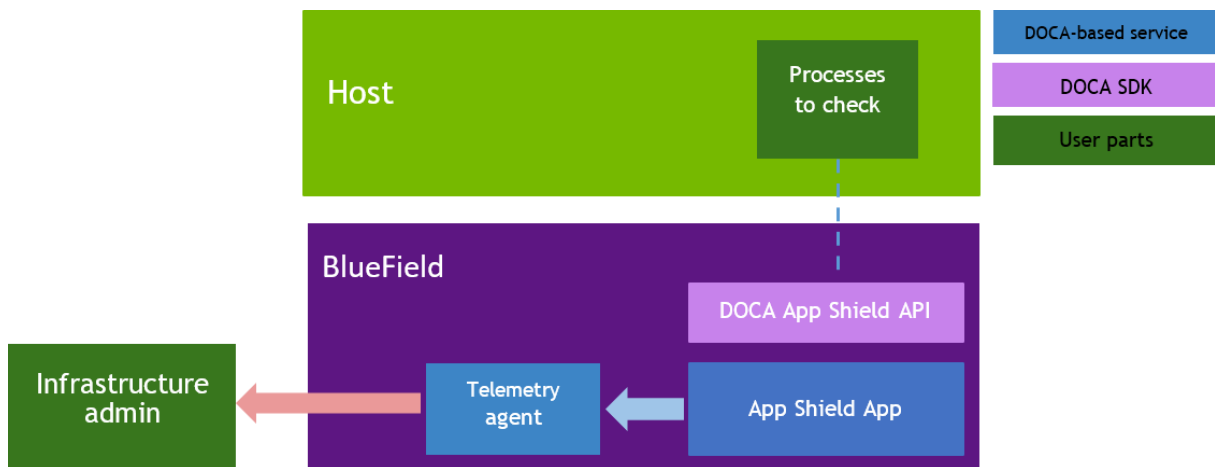 Host
Processes
to check
DOCA-based service
DOCA SDK
User parts
BlueField
DOCA App Shield API
Infrastructure
admin
Telemetry
agent
App Shield App